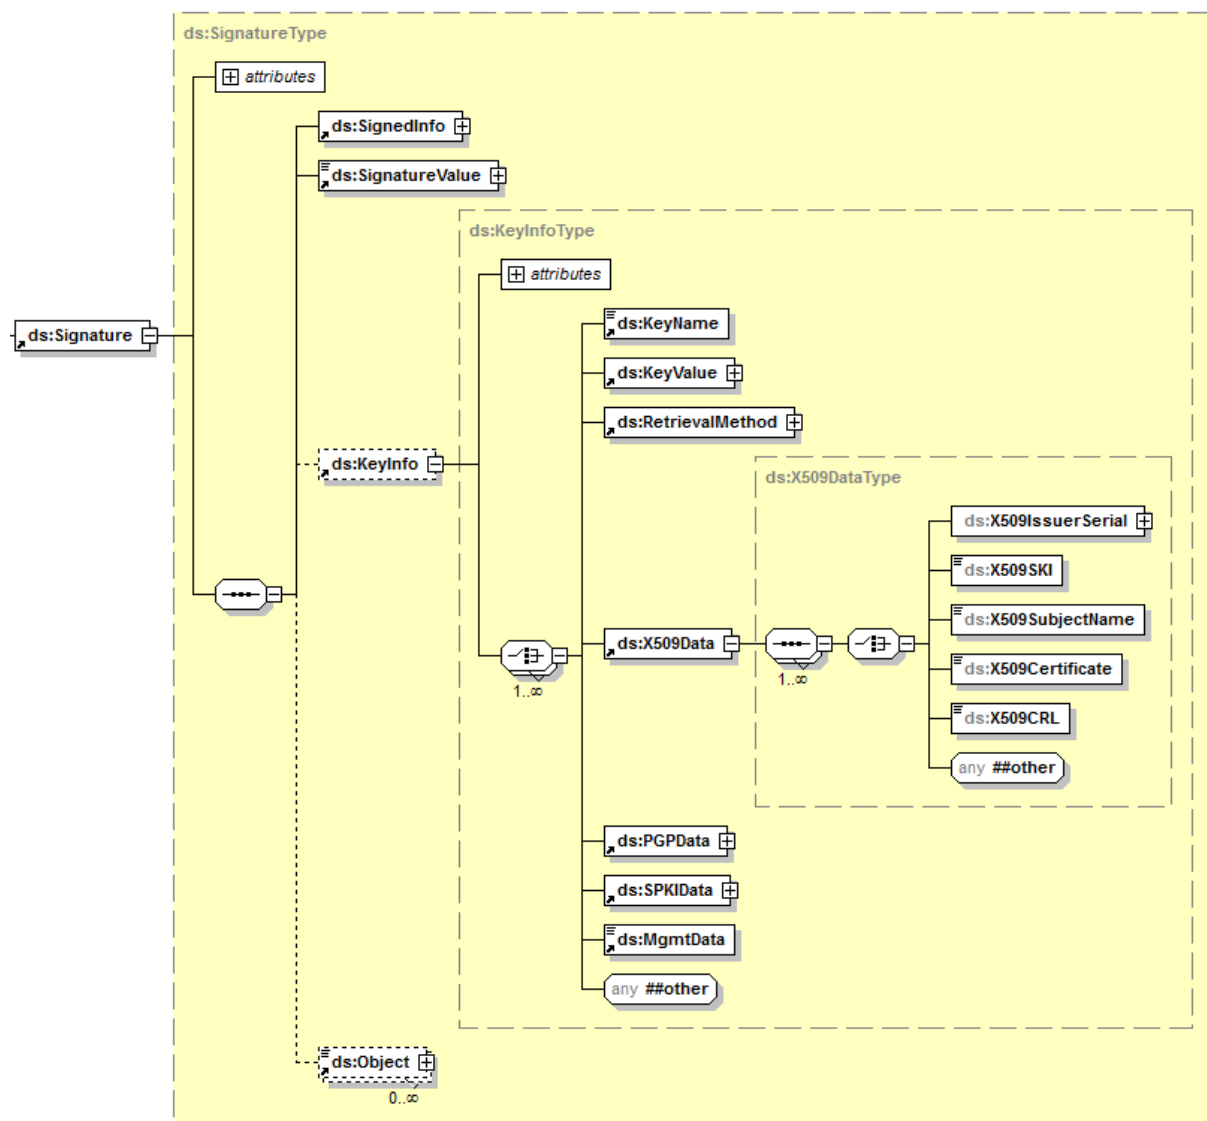 ds:SignatureType
attributes
ds:SignedInfo
ds:SignatureValue
ds:KeyInfoType
attributes
ds:KeyName
ds:Signature
ds:KeyValue
ds:RetrievalMethod
ds:KeyInfo
ds:X509DataType
ds:X509IssuerSerial
ds:X509SKI
ds:X509SubjectName
ds:X509Data
ds:X509Certificate
1..∞
1..∞
ds:X509CRL
any ##other
ds:PGPData
ds:SPKIData
ds:MgmtData
any ##other
ds:Object
0..∞